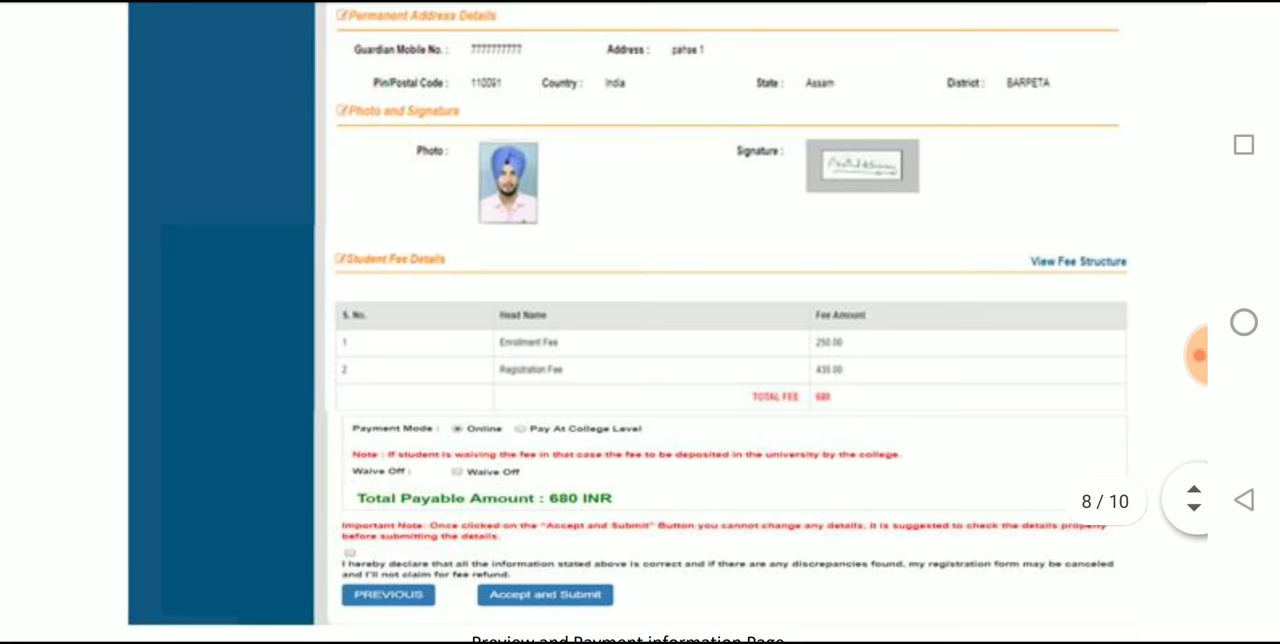 Permanent Address Details
Guardian Mobile No. : 7777777777 Address : pahse 1
Pin/Postal Code : 110091 Country : India State : Assam District : BARPETA
Photo and Signature
Photo : Signature :
Student Fee Details
View Fee Structure
S. No. Head Name Fee Amount
1 Enrolment Fee 250.00
2 Registration Fee 430.00
TOTAL FEE 680
Payment Mode : Online Pay At College Level
Note : If student is waiving the fee in that case the fee to be deposited in the university by the college.
Waive Off : Waive Off
Total Payable Amount : 680 INR
8 / 10
Important Note: Once clicked on the "Accept and Submit" Button you cannot change any details, it is suggested to check the details properly
before submitting the details.
I hereby declare that all the information stated above is correct and if there are any discrepancies found, my registration form may be canceled
and I'll not claim for fee refund.
PREVIOUS Accept and Submit
Preview and Payment information Page